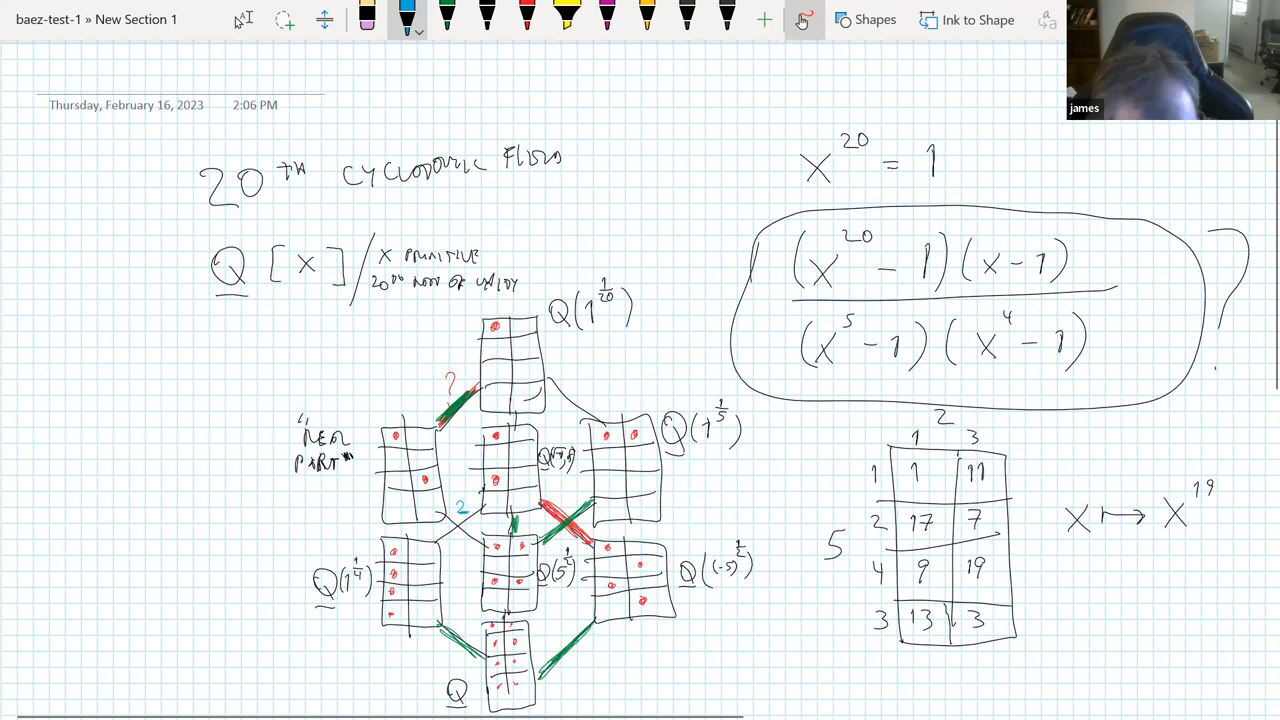 baez-test-1 » New Section 1
Shapes
Ink to Shape
james
Thursday, February 16, 2023 2:06 PM
20TH CYCLOTOMIC FIELD
Q [X] / X PRIMITIVE
20TH ROOT OF UNITY
X^20 = 1
(X^20 - 1)(X - 1)
(X^5 - 1)(X^4 - 1)
?
Q(1^(1/20))
?
"REAL
PART"
Q(1^(1/5))
2
Q(1^(1/4))
Q(5^(1/2))
Q((-5)^(1/2))
Q
2
1 3
5
1 1 11
2 17 7
4 9 19
3 13 3
X ↦ X^19